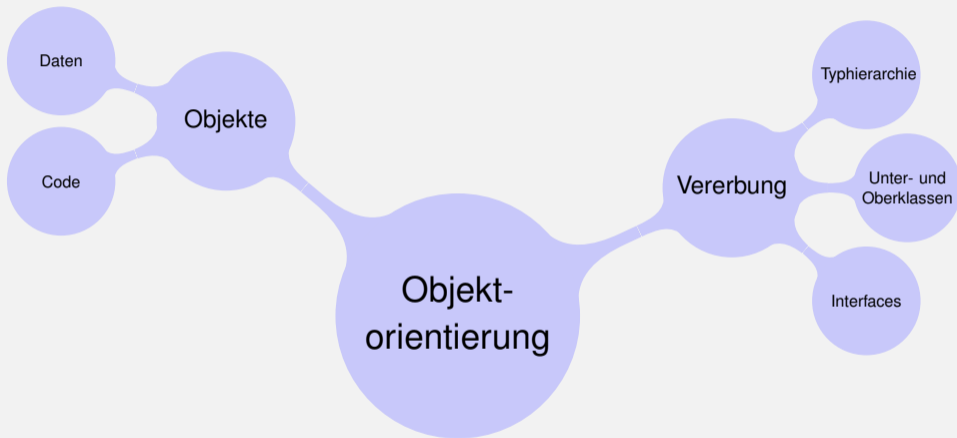 Daten
Objekte
Code
Objekt-
orientierung
Vererbung
Typhierarchie
Unter- und
Oberklassen
Interfaces